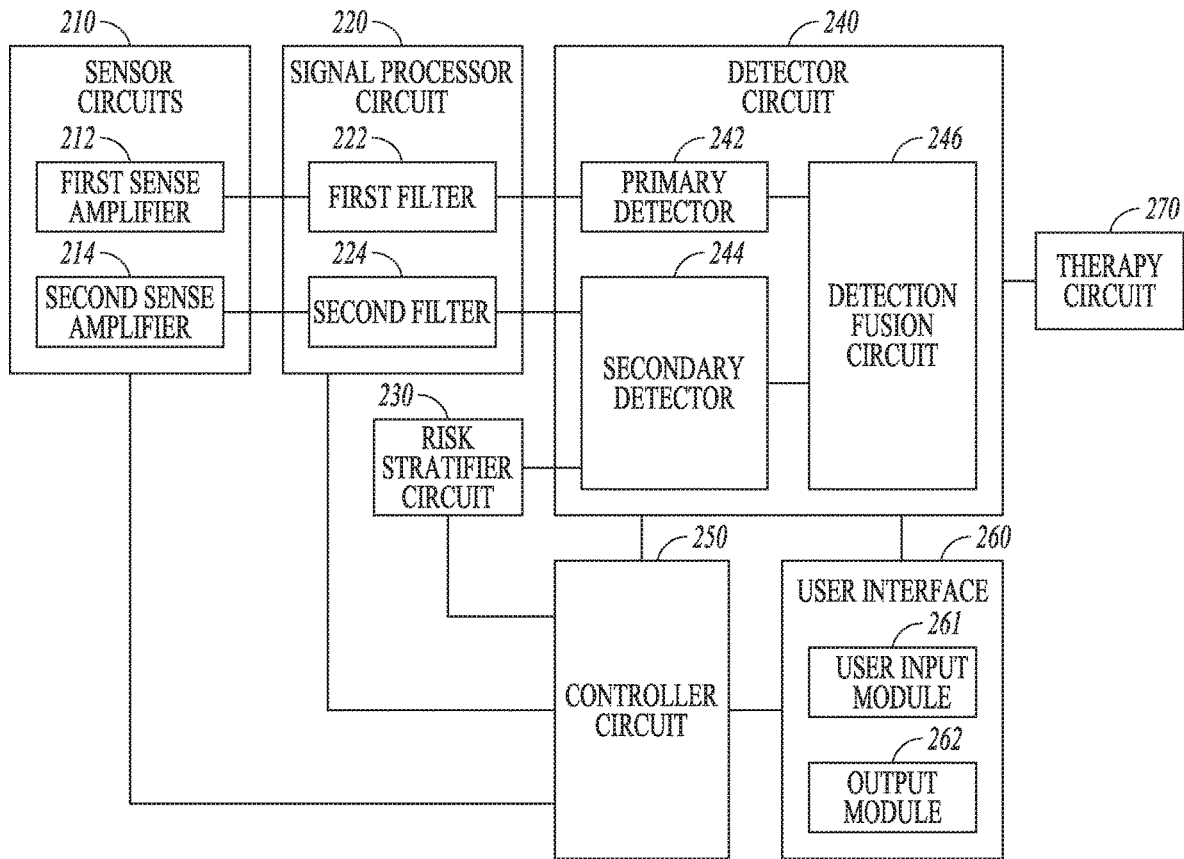 210
SENSOR
CIRCUITS
212
FIRST SENSE
AMPLIFIER
214
SECOND SENSE
AMPLIFIER
220
SIGNAL PROCESSOR
CIRCUIT
222
FIRST FILTER
224
SECOND FILTER
230
RISK
STRATIFIER
CIRCUIT
240
DETECTOR
CIRCUIT
242
PRIMARY
DETECTOR
244
SECONDARY
DETECTOR
246
DETECTION
FUSION
CIRCUIT
270
THERAPY
CIRCUIT
250
CONTROLLER
CIRCUIT
260
USER INTERFACE
261
USER INPUT
MODULE
262
OUTPUT
MODULE